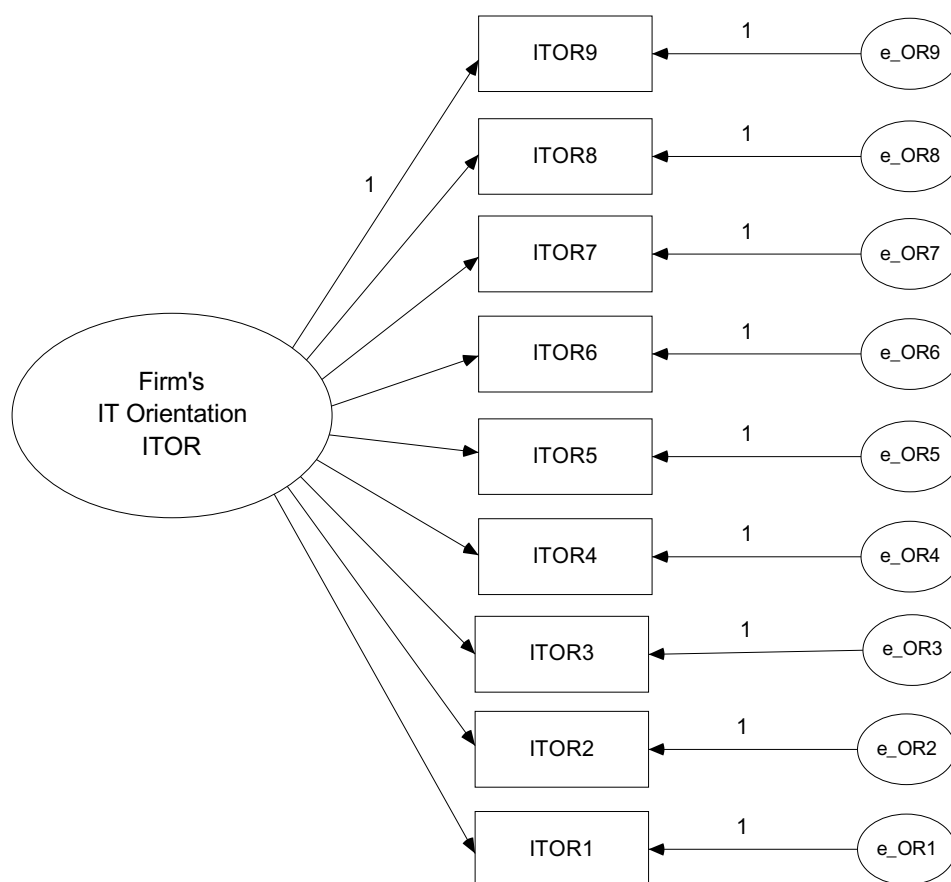 ITOR9
1
e_OR9
ITOR8
1
e_OR8
1
ITOR7
1
e_OR7
ITOR6
1
e_OR6
Firm's
IT Orientation
ITOR
ITOR5
1
e_OR5
ITOR4
1
e_OR4
ITOR3
1
e_OR3
ITOR2
1
e_OR2
ITOR1
1
e_OR1